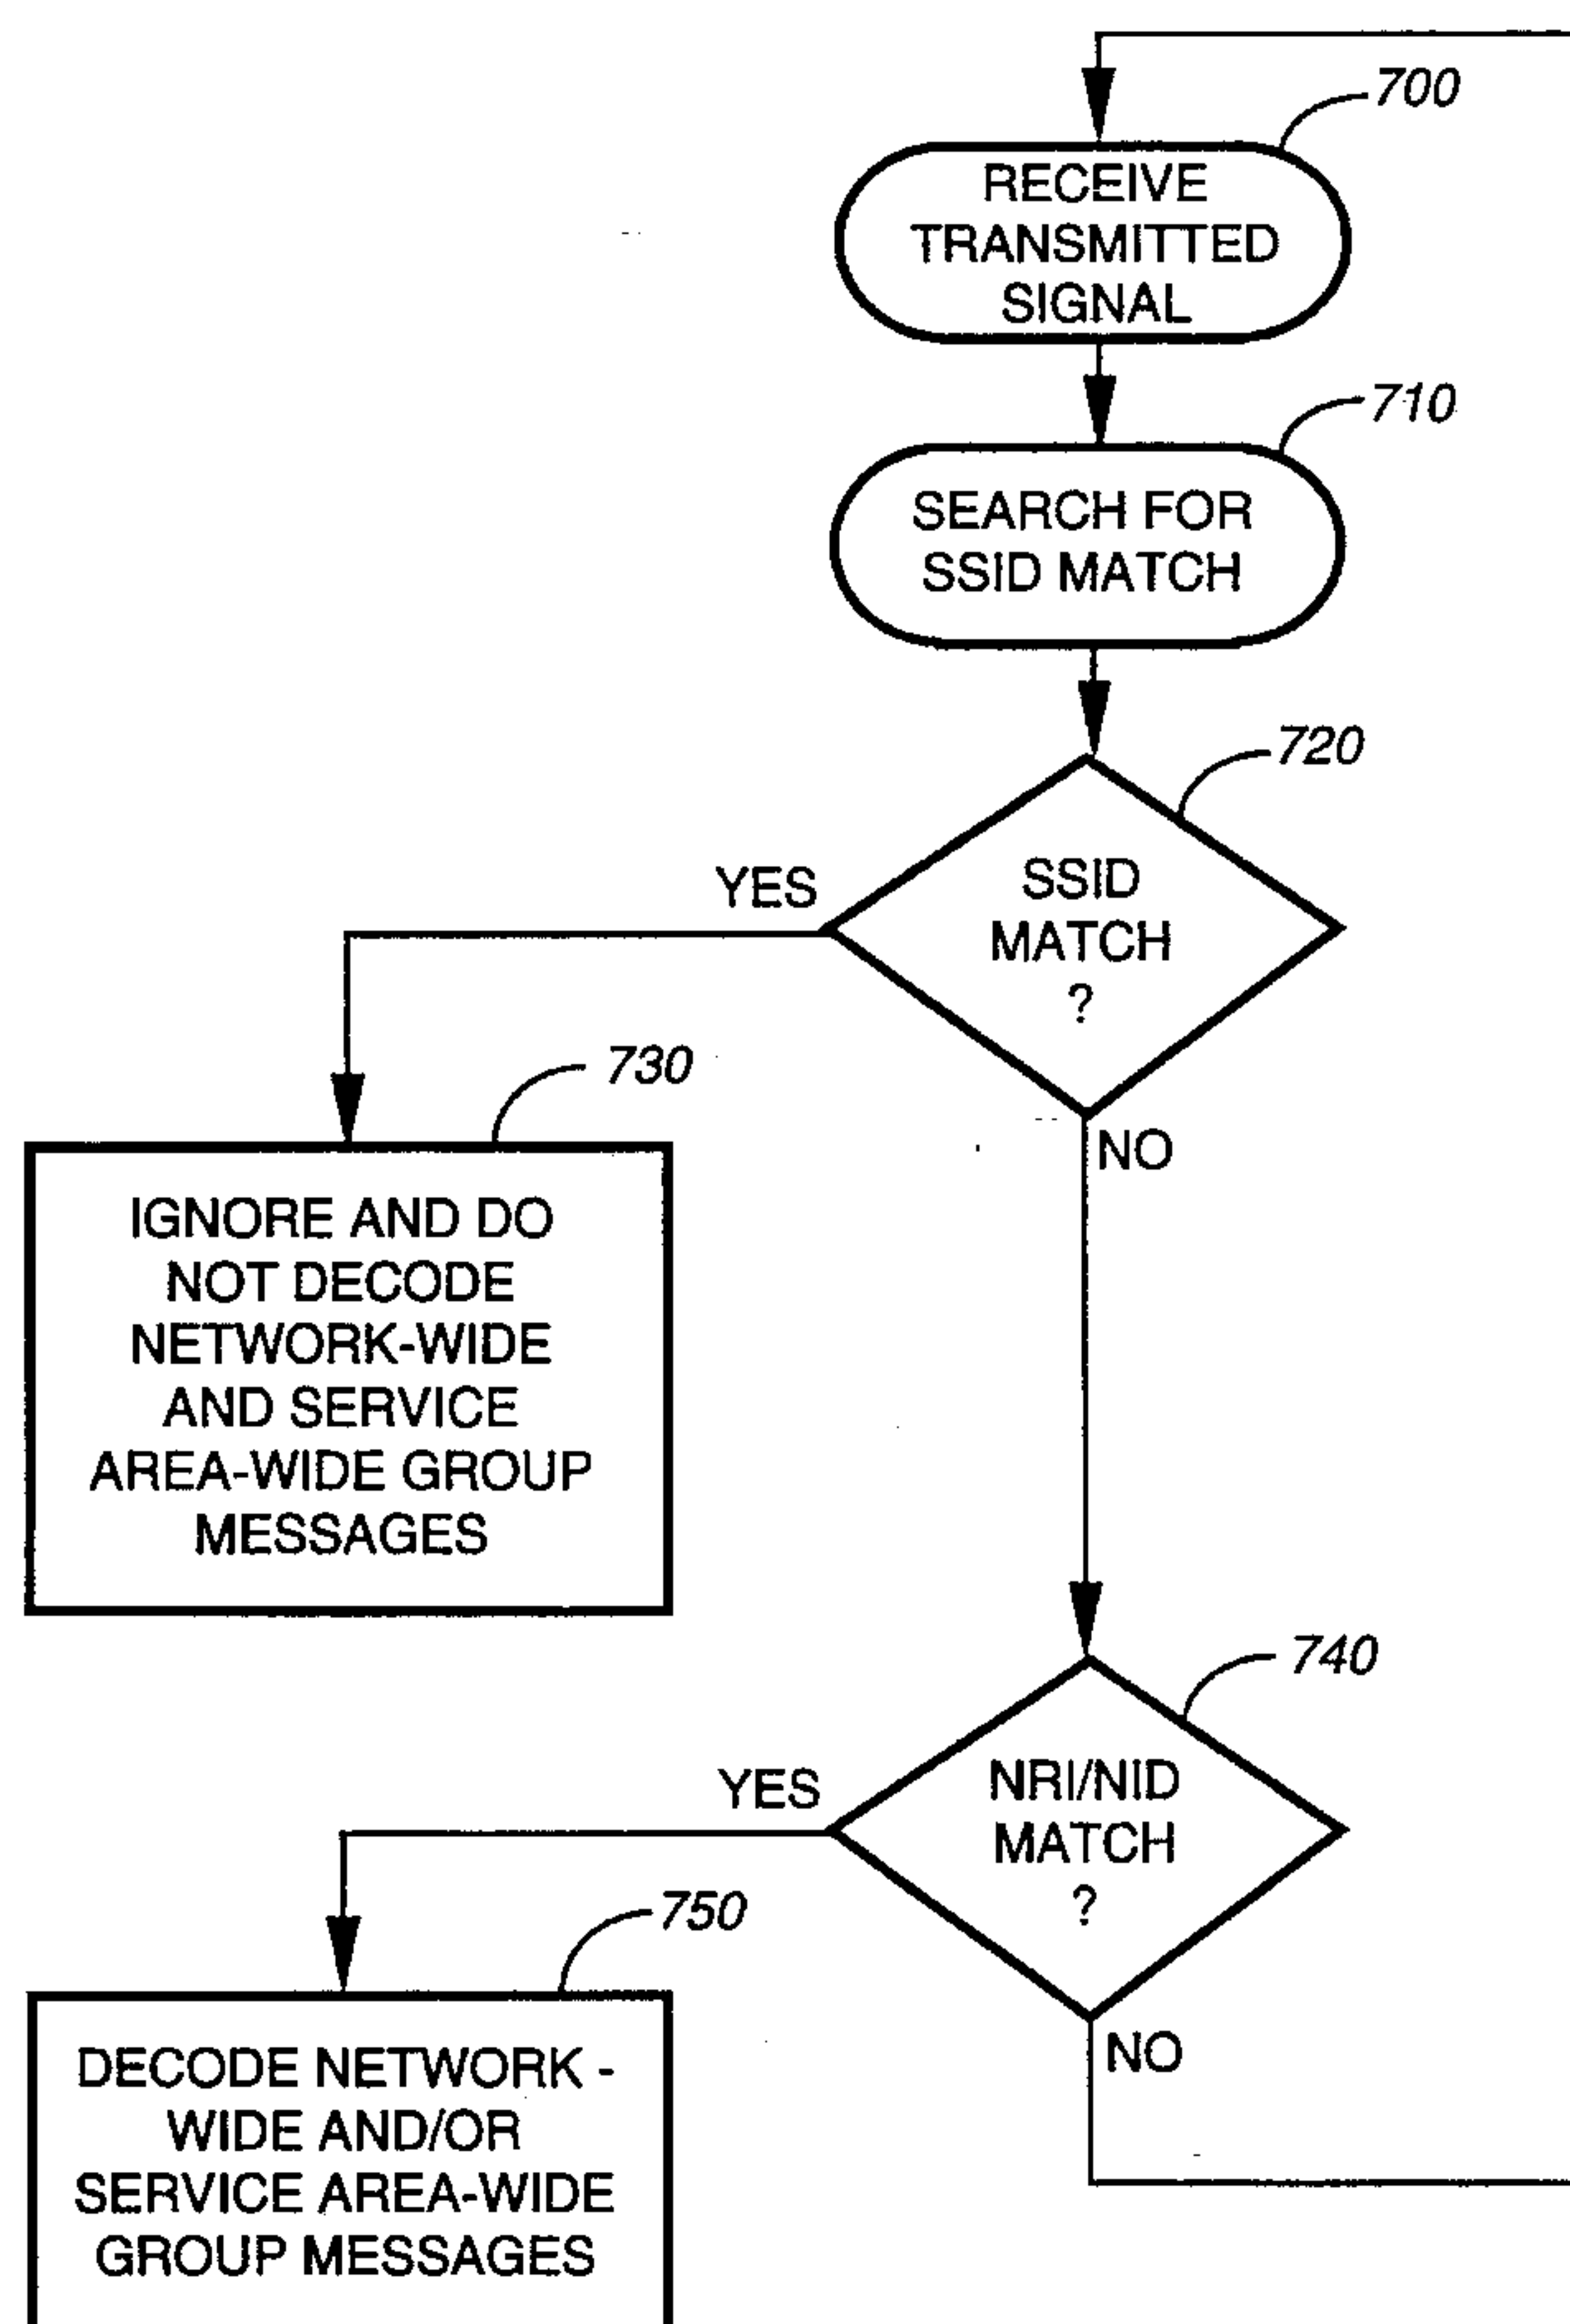 700
RECEIVE
TRANSMITTED
SIGNAL
710
SEARCH FOR
SSID MATCH
720
YES
SSID
MATCH
?
730
NO
IGNORE AND DO
NOT DECODE
NETWORK-WIDE
AND SERVICE
AREA-WIDE GROUP
MESSAGES
740
YES
NRI/NID
MATCH
?
750
NO
DECODE NETWORK -
WIDE AND/OR
SERVICE AREA-WIDE
GROUP MESSAGES